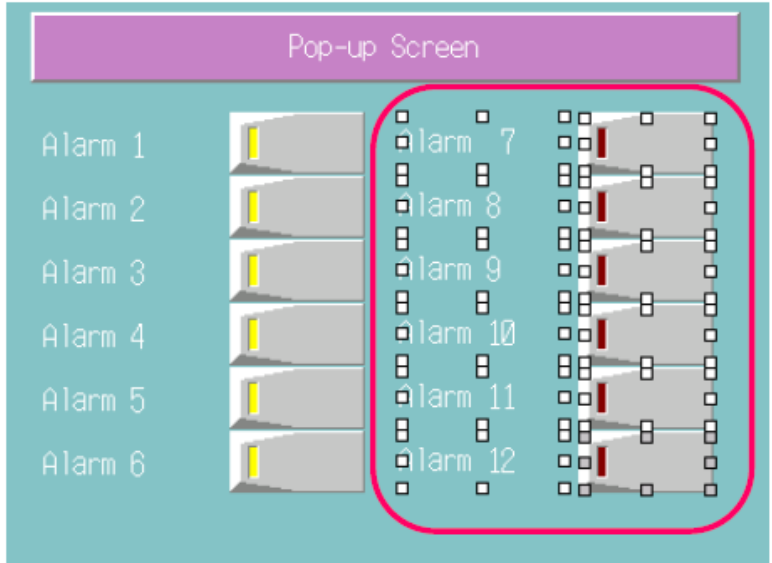 Pop-up Screen
Alarm 1
Alarm 2
Alarm 3
Alarm 4
Alarm 5
Alarm 6
Alarm 7
Alarm 8
Alarm 9
Alarm 10
Alarm 11
Alarm 12